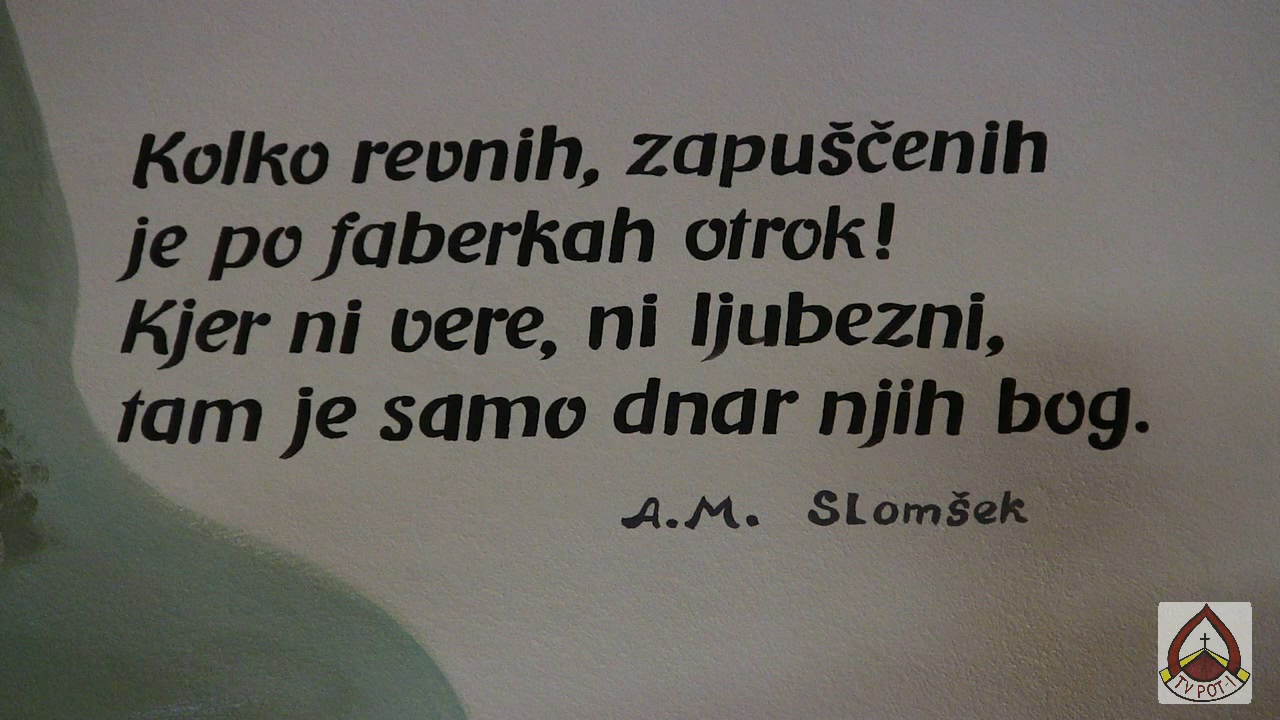 Kolko revnih, zapuščenih
je po faberkah otrok!
Kjer ni vere, ni ljubezni,
tam je samo dnar njih bog.
A.M. SLomšek
TV POT-1